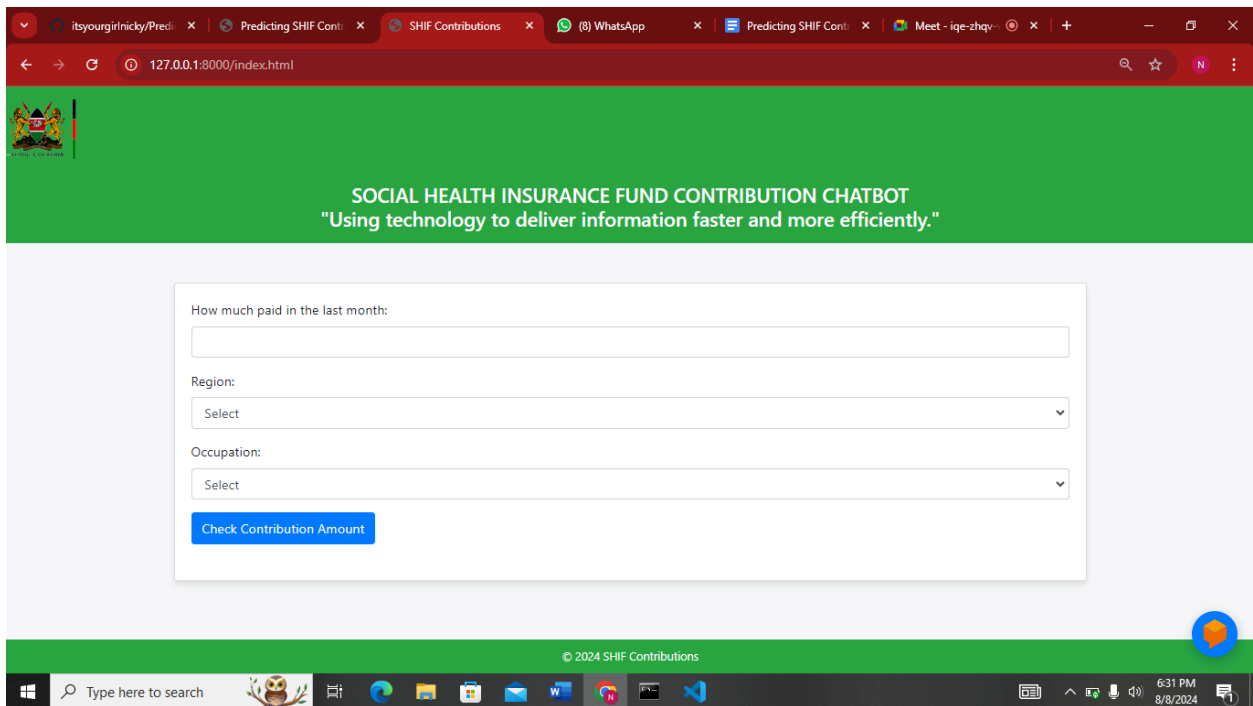 itsyourgirlnicky/Predi
Predicting SHIF Contr
SHIF Contributions
(8) WhatsApp
Predicting SHIF Contr
Meet - iqe-zhqv-
127.0.0.1:8000/index.html
N
SOCIAL HEALTH INSURANCE FUND CONTRIBUTION CHATBOT
"Using technology to deliver information faster and more efficiently."
How much paid in the last month:
Region:
Select
Occupation:
Select
Check Contribution Amount
© 2024 SHIF Contributions
Type here to search
6:31 PM
8/8/2024
1